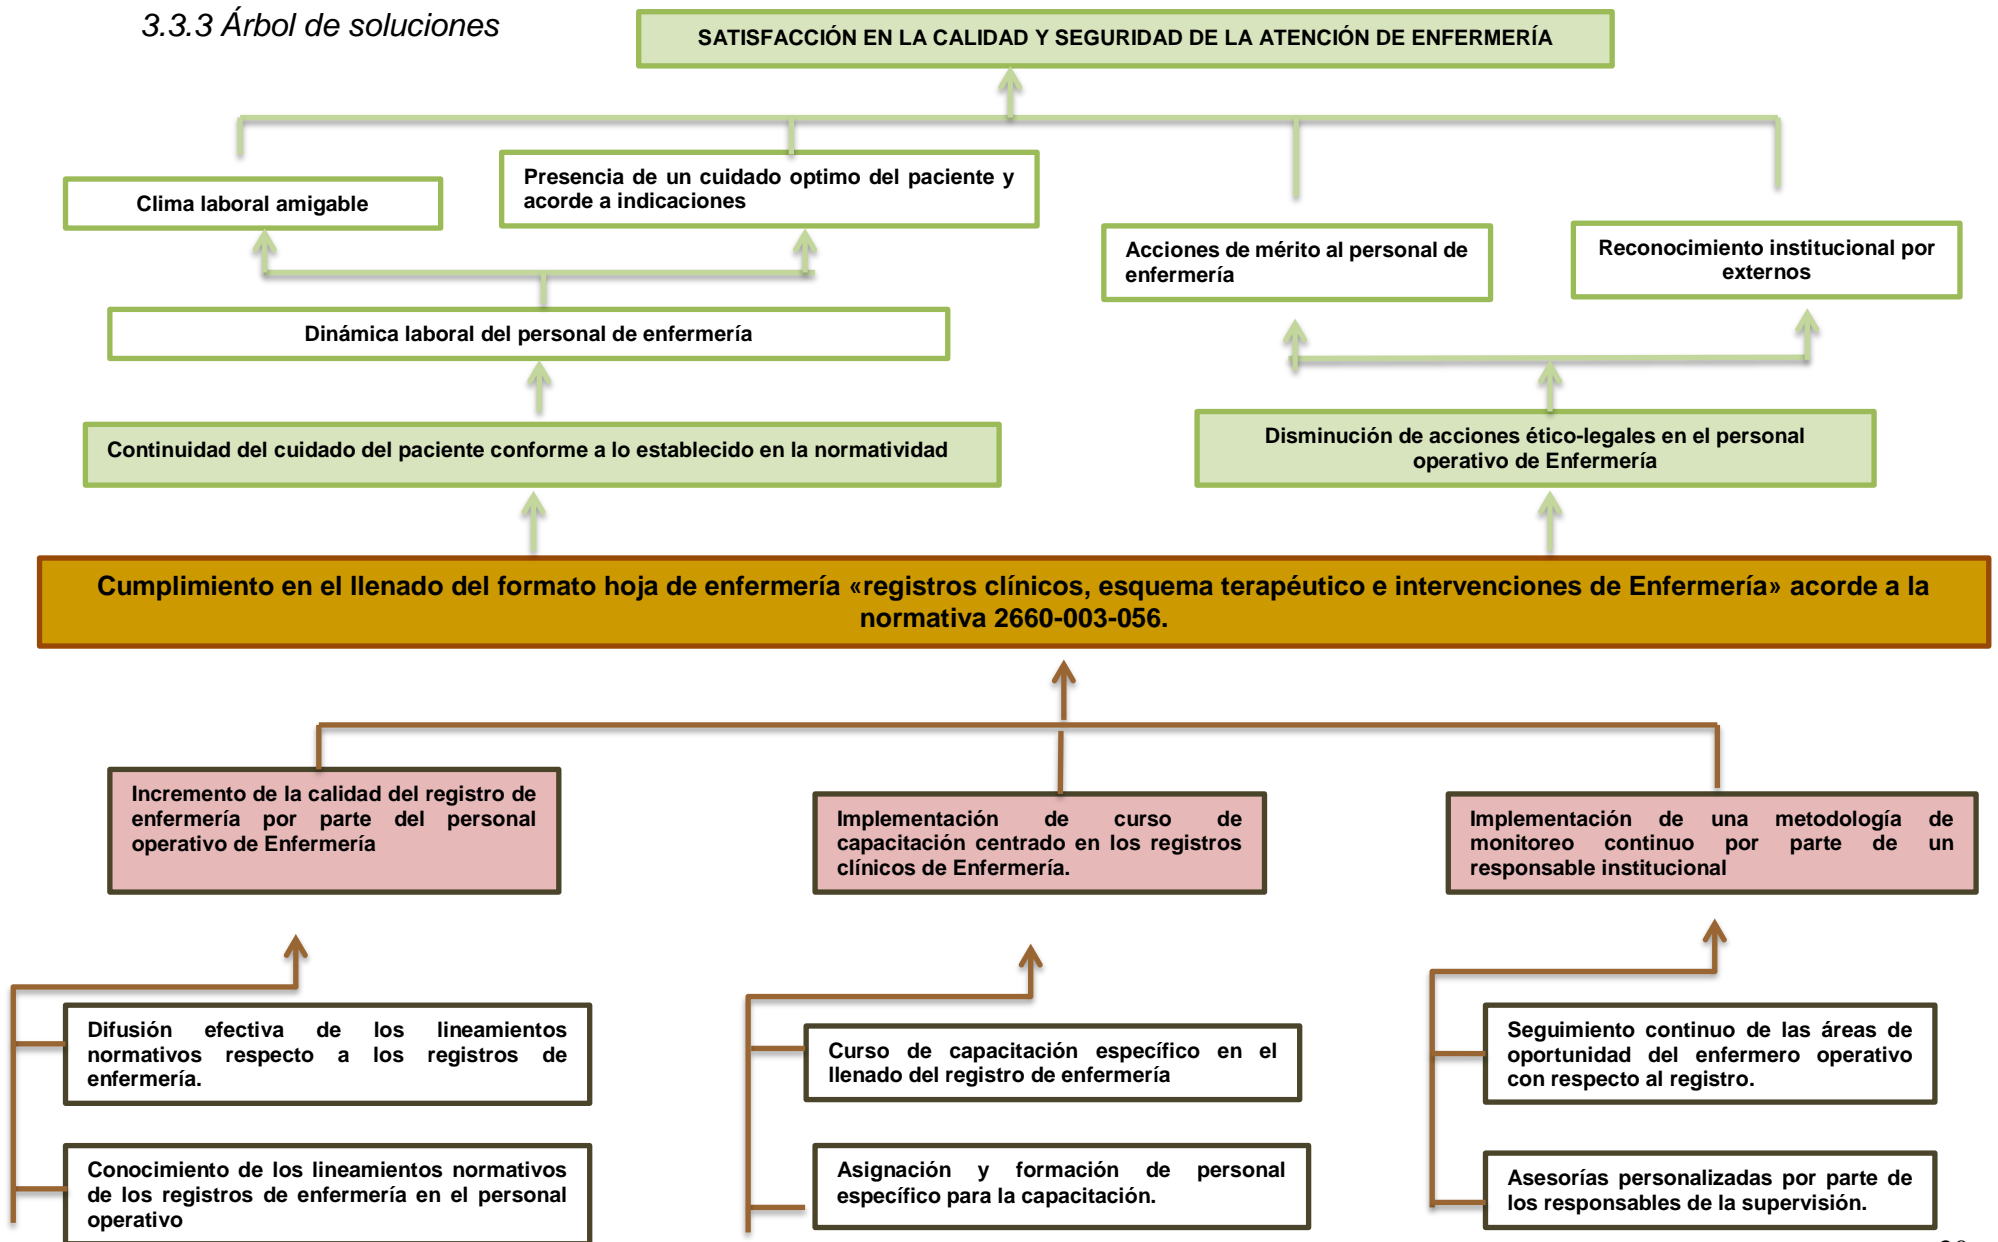 3.3.3 Árbol de soluciones
SATISFACCIÓN EN LA CALIDAD Y SEGURIDAD DE LA ATENCIÓN DE ENFERMERÍA
Clima laboral amigable
Presencia de un cuidado optimo del paciente y
acorde a indicaciones
Acciones de mérito al personal de
enfermería
Reconocimiento institucional por
externos
Dinámica laboral del personal de enfermería
Continuidad del cuidado del paciente conforme a lo establecido en la normatividad
Disminución de acciones ético-legales en el personal
operativo de Enfermería
Cumplimiento en el llenado del formato hoja de enfermería «registros clínicos, esquema terapéutico e intervenciones de Enfermería» acorde a la
normativa 2660-003-056.
Incremento de la calidad del registro de
enfermería por parte del personal
operativo de Enfermería
Implementación de curso de
capacitación centrado en los registros
clínicos de Enfermería.
Implementación de una metodología de
monitoreo continuo por parte de un
responsable institucional
Difusión efectiva de los lineamientos
normativos respecto a los registros de
enfermería.
Curso de capacitación específico en el
llenado del registro de enfermería
Seguimiento continuo de las áreas de
oportunidad del enfermero operativo
con respecto al registro.
Conocimiento de los lineamientos normativos
de los registros de enfermería en el personal
operativo
Asignación y formación de personal
específico para la capacitación.
Asesorías personalizadas por parte de
los responsables de la supervisión.